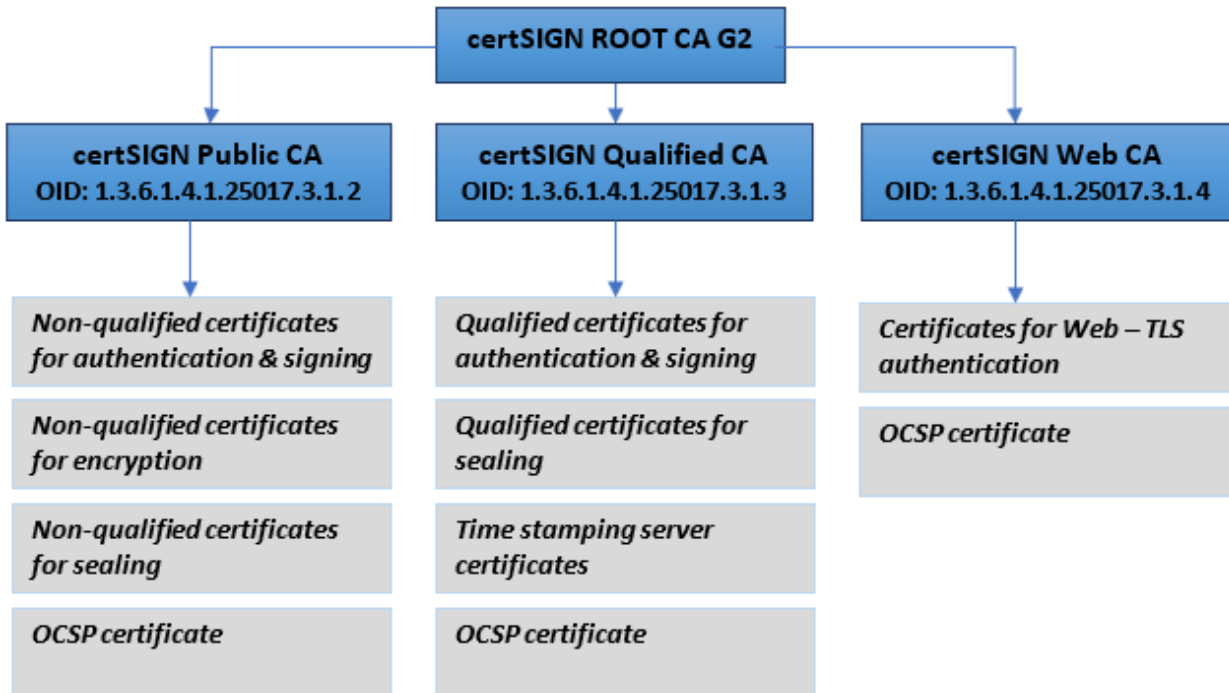 certSIGN ROOT CA G2
certSIGN Public CA
OID: 1.3.6.1.4.1.25017.3.1.2
certSIGN Qualified CA
OID: 1.3.6.1.4.1.25017.3.1.3
certSIGN Web CA
OID: 1.3.6.1.4.1.25017.3.1.4
Non-qualified certificates
for authentication & signing
Non-qualified certificates
for encryption
Non-qualified certificates
for sealing
OCSP certificate
Qualified certificates for
authentication & signing
Qualified certificates for
sealing
Time stamping server
certificates
OCSP certificate
Certificates for Web – TLS
authentication
OCSP certificate